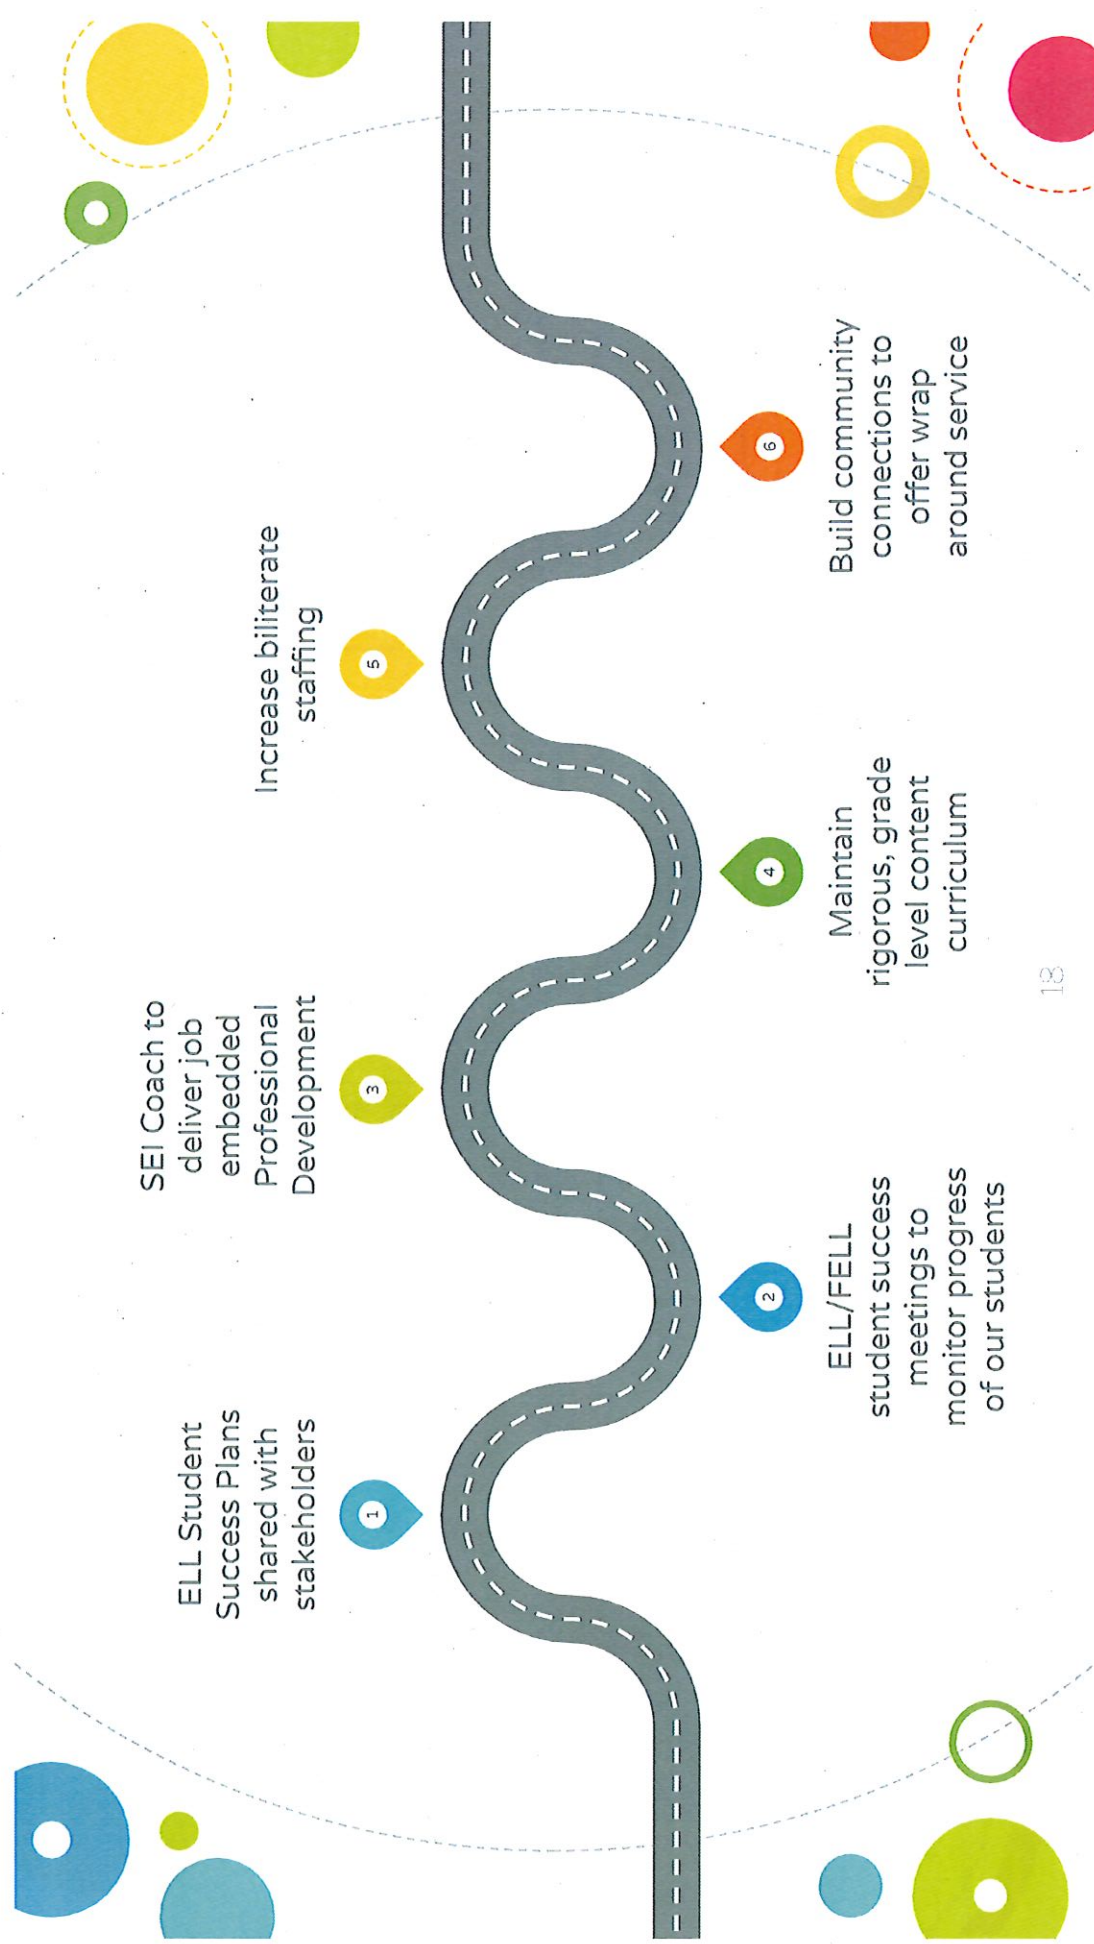 ELL Student
Success Plans
shared with
stakeholders
1
2
ELL/FELL
student success
meetings to
monitor progress
of our students
SEI Coach to
deliver job
embedded
Professional
Development
3
4
Maintain
rigorous, grade
level content
curriculum
Increase biliterate
staffing
5
6
Build community
connections to
offer wrap
around service
18